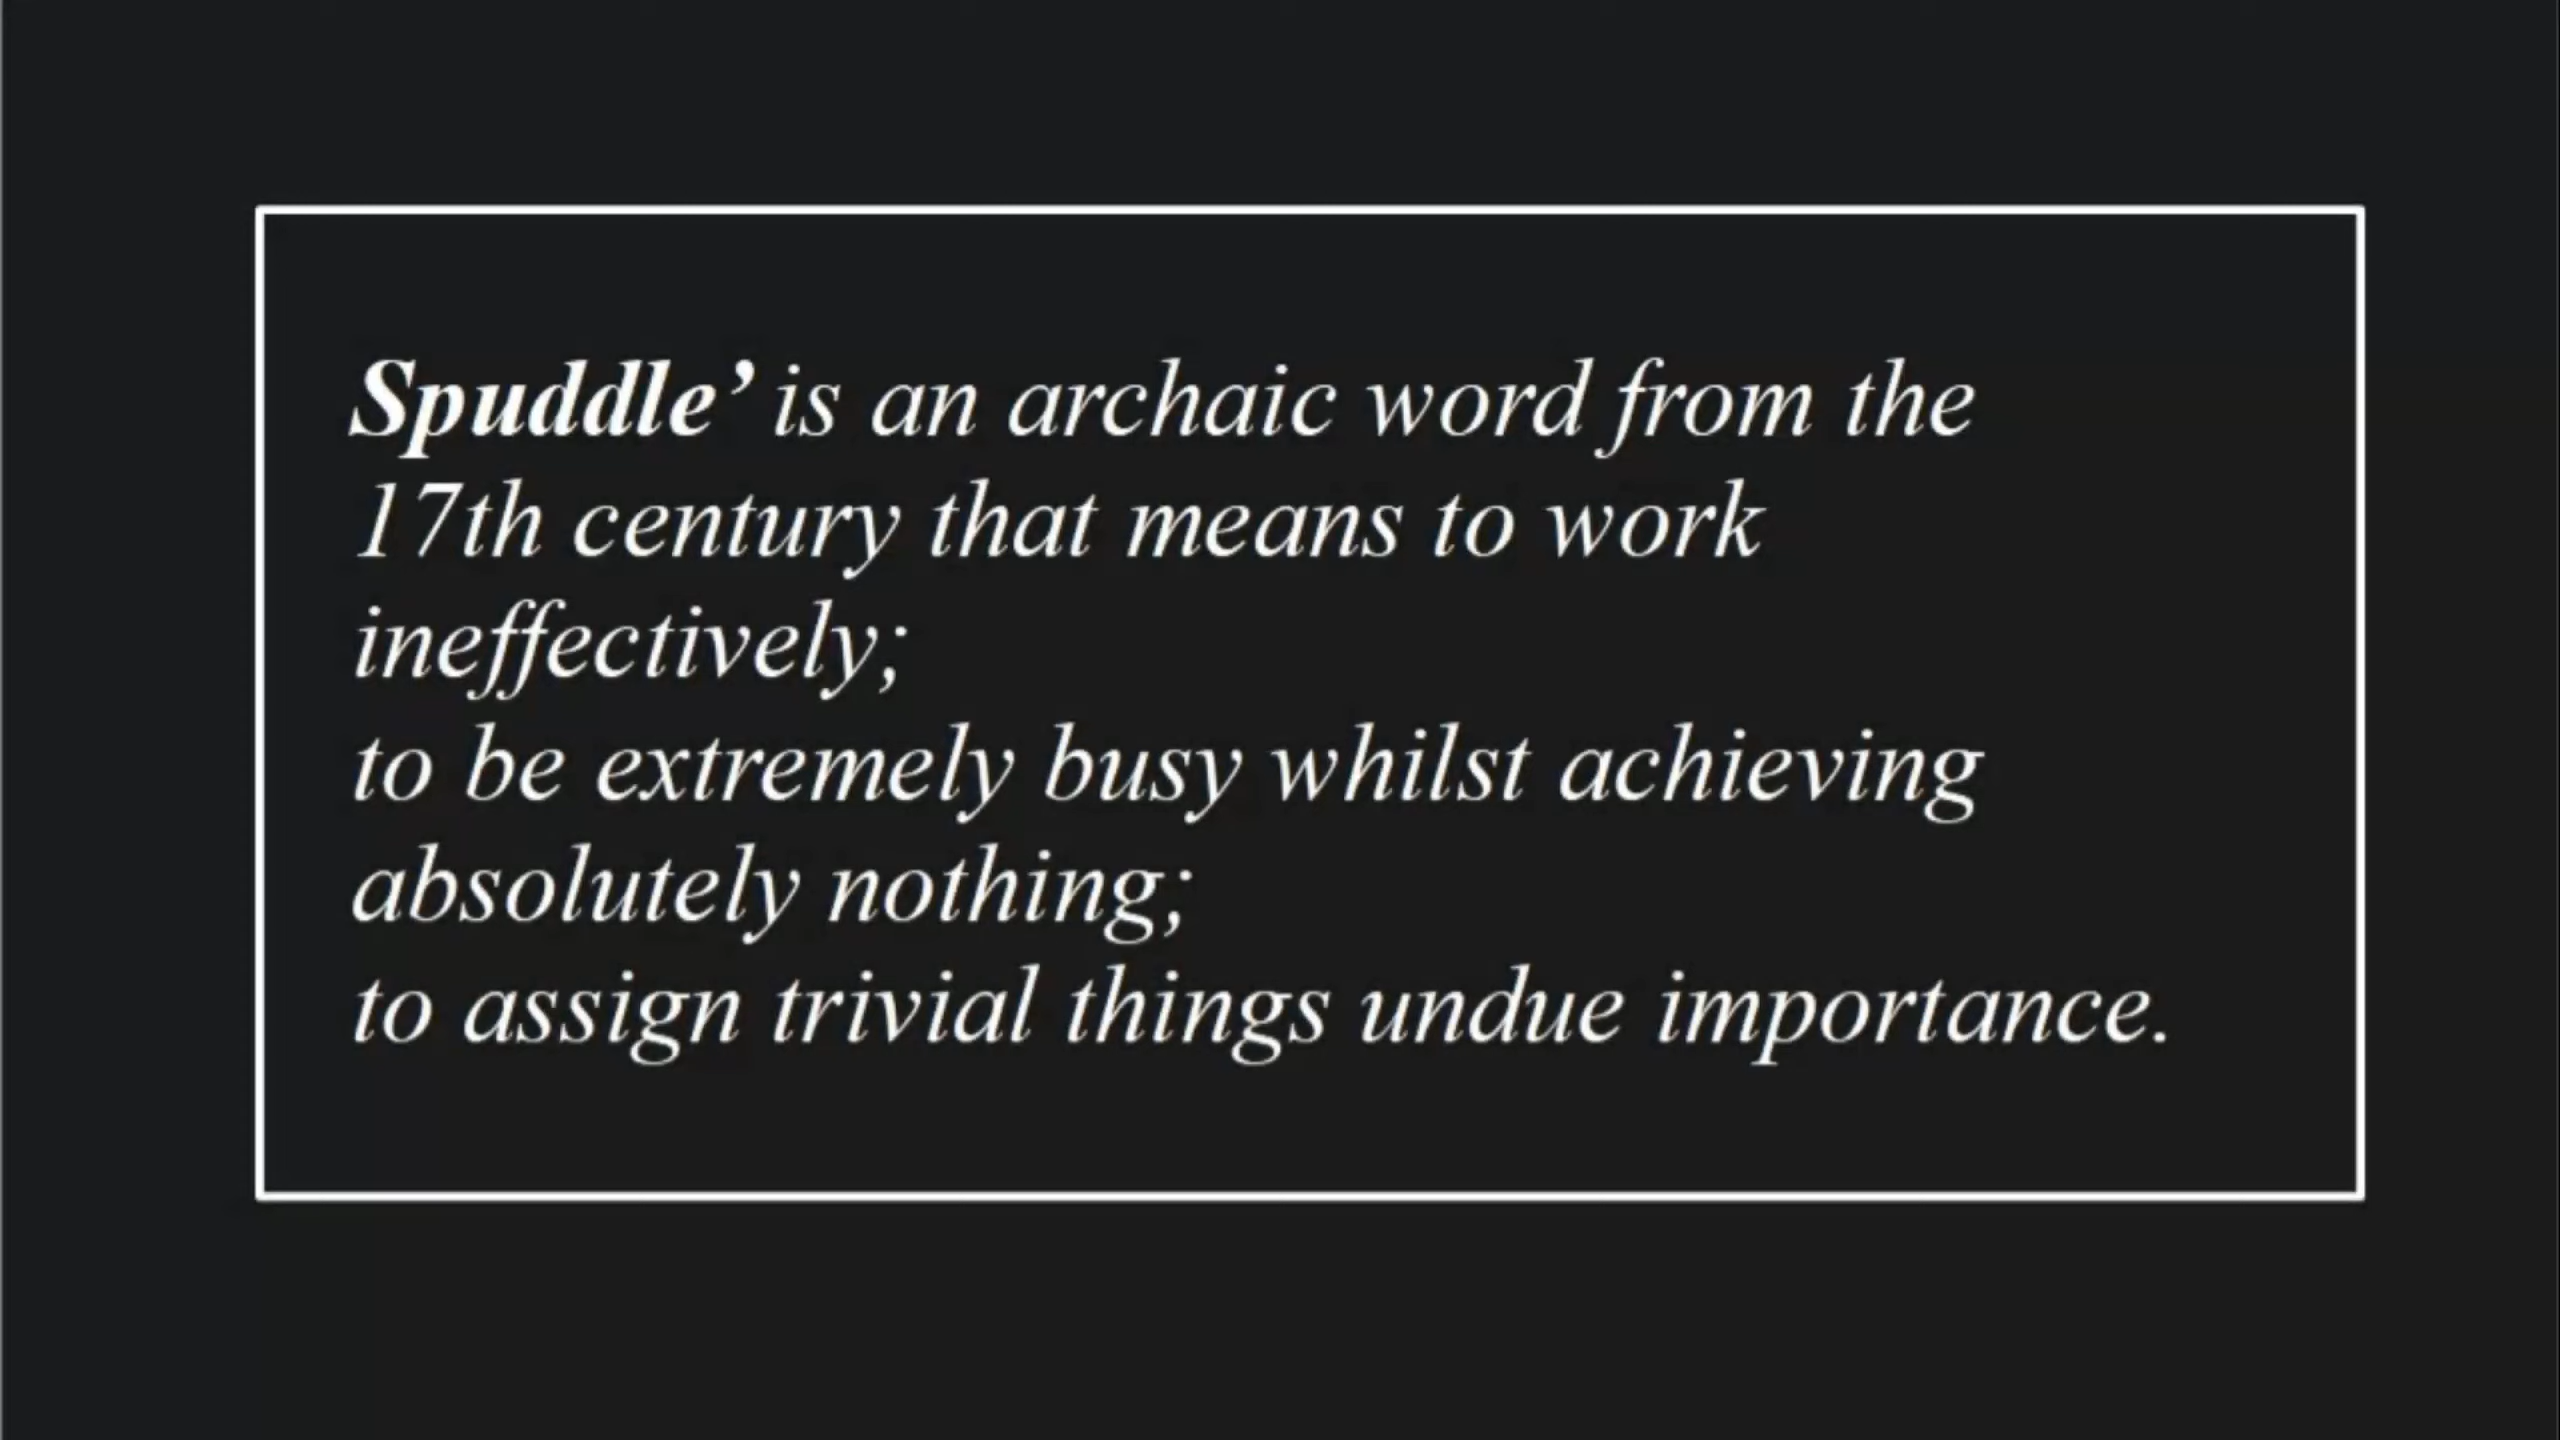 Spuddle’ is an archaic word from the
17th century that means to work
ineffectively;
to be extremely busy whilst achieving
absolutely nothing;
to assign trivial things undue importance.